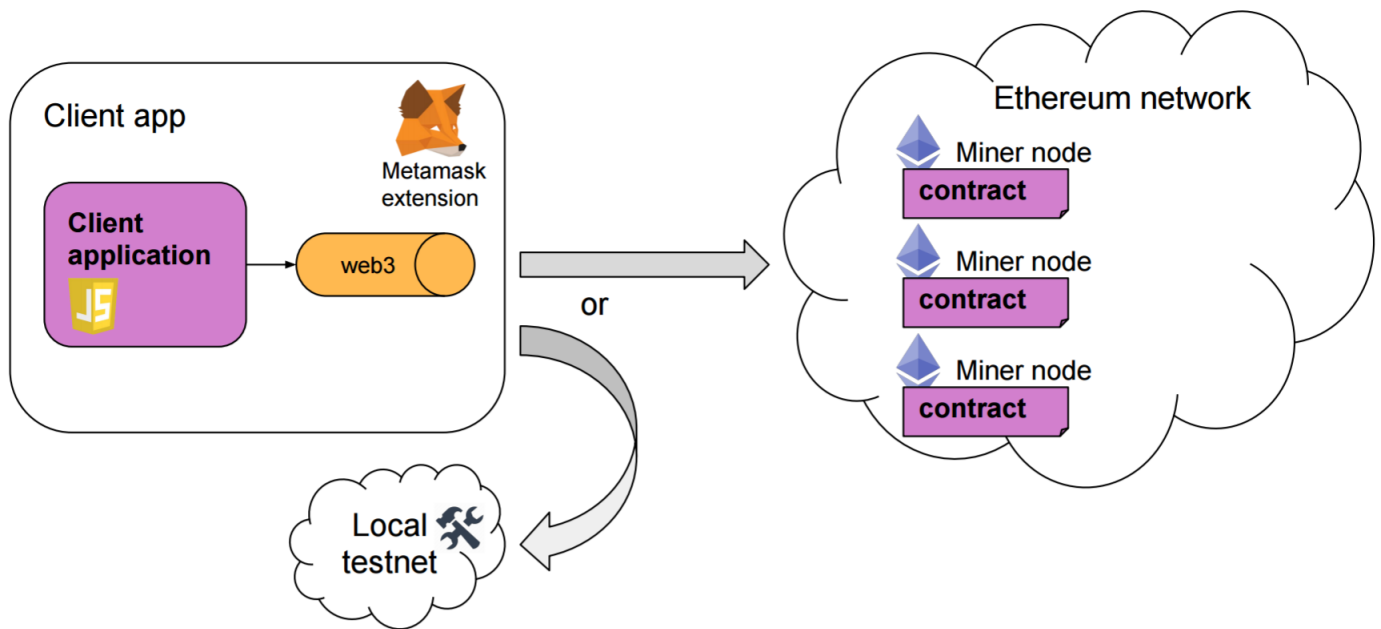 Client app
Metamask
extension
Client
application
JS
web3
or
Local
testnet
Ethereum network
Miner node
contract
Miner node
contract
Miner node
contract